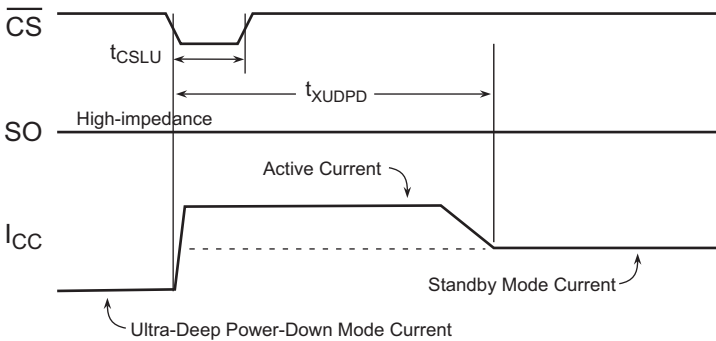 CS
tCSLU
tXUDPD
High-impedance
SO
Active Current
ICC
Standby Mode Current
Ultra-Deep Power-Down Mode Current